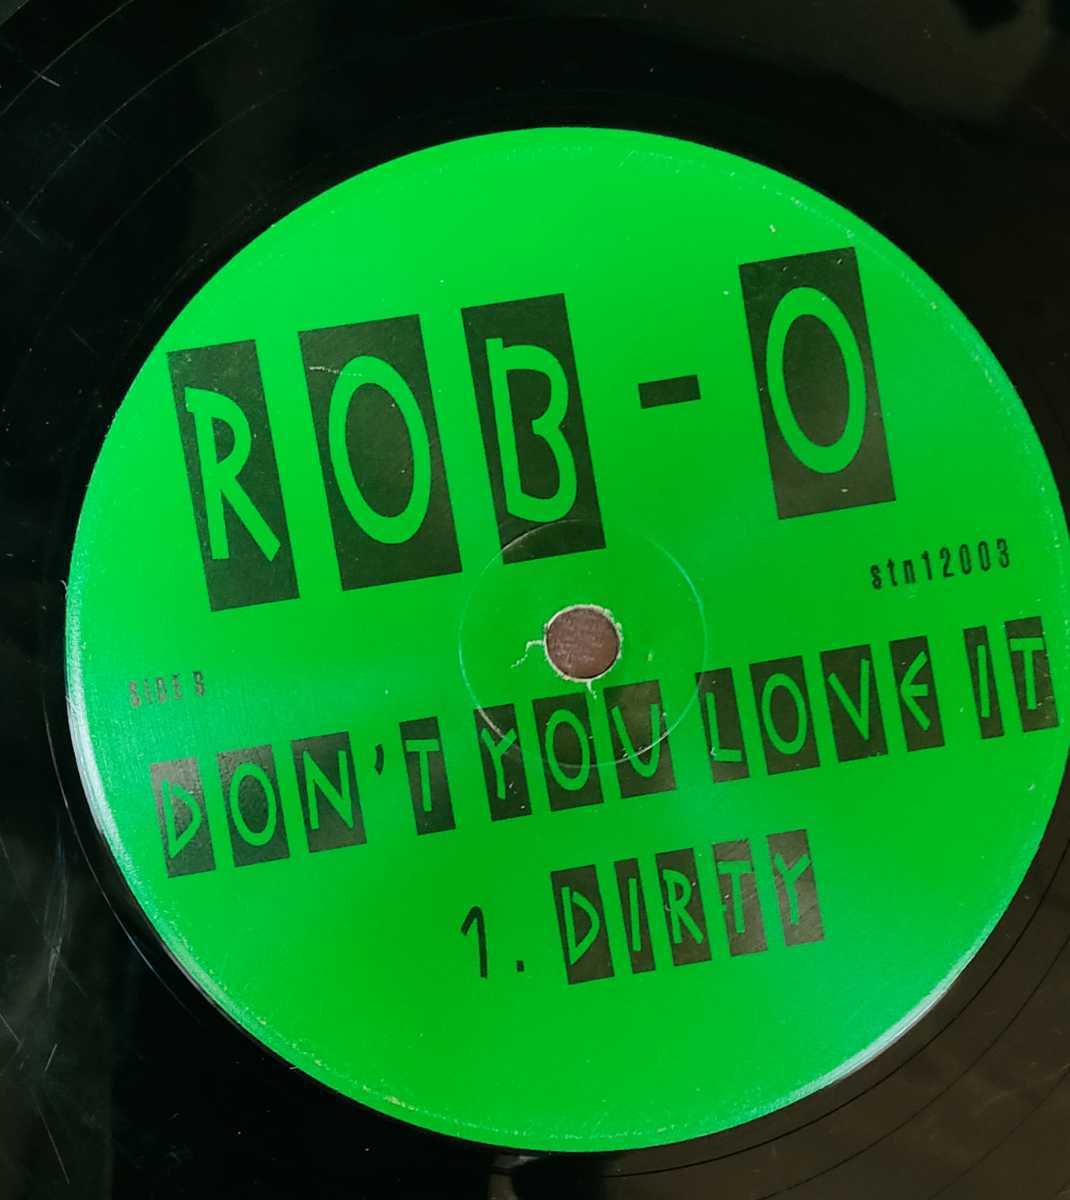 ROB-O
stn12003
SIDE B
DON'T YOU LOVE IT
1. DIRTY